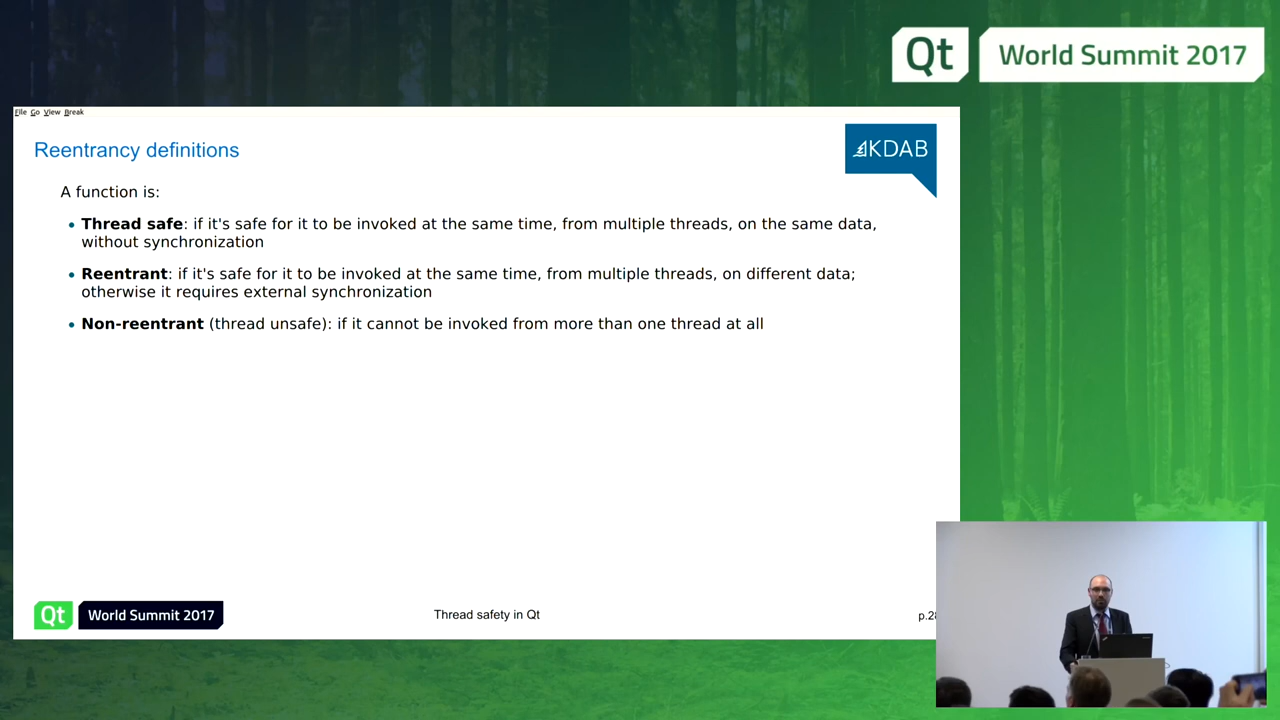 Qt World Summit 2017
File Go View Break
Reentrancy definitions
KDAB
A function is:
• Thread safe: if it's safe for it to be invoked at the same time, from multiple threads, on the same data,
without synchronization
• Reentrant: if it's safe for it to be invoked at the same time, from multiple threads, on different data;
otherwise it requires external synchronization
• Non-reentrant (thread unsafe): if it cannot be invoked from more than one thread at all
Qt World Summit 2017
Thread safety in Qt
p.28